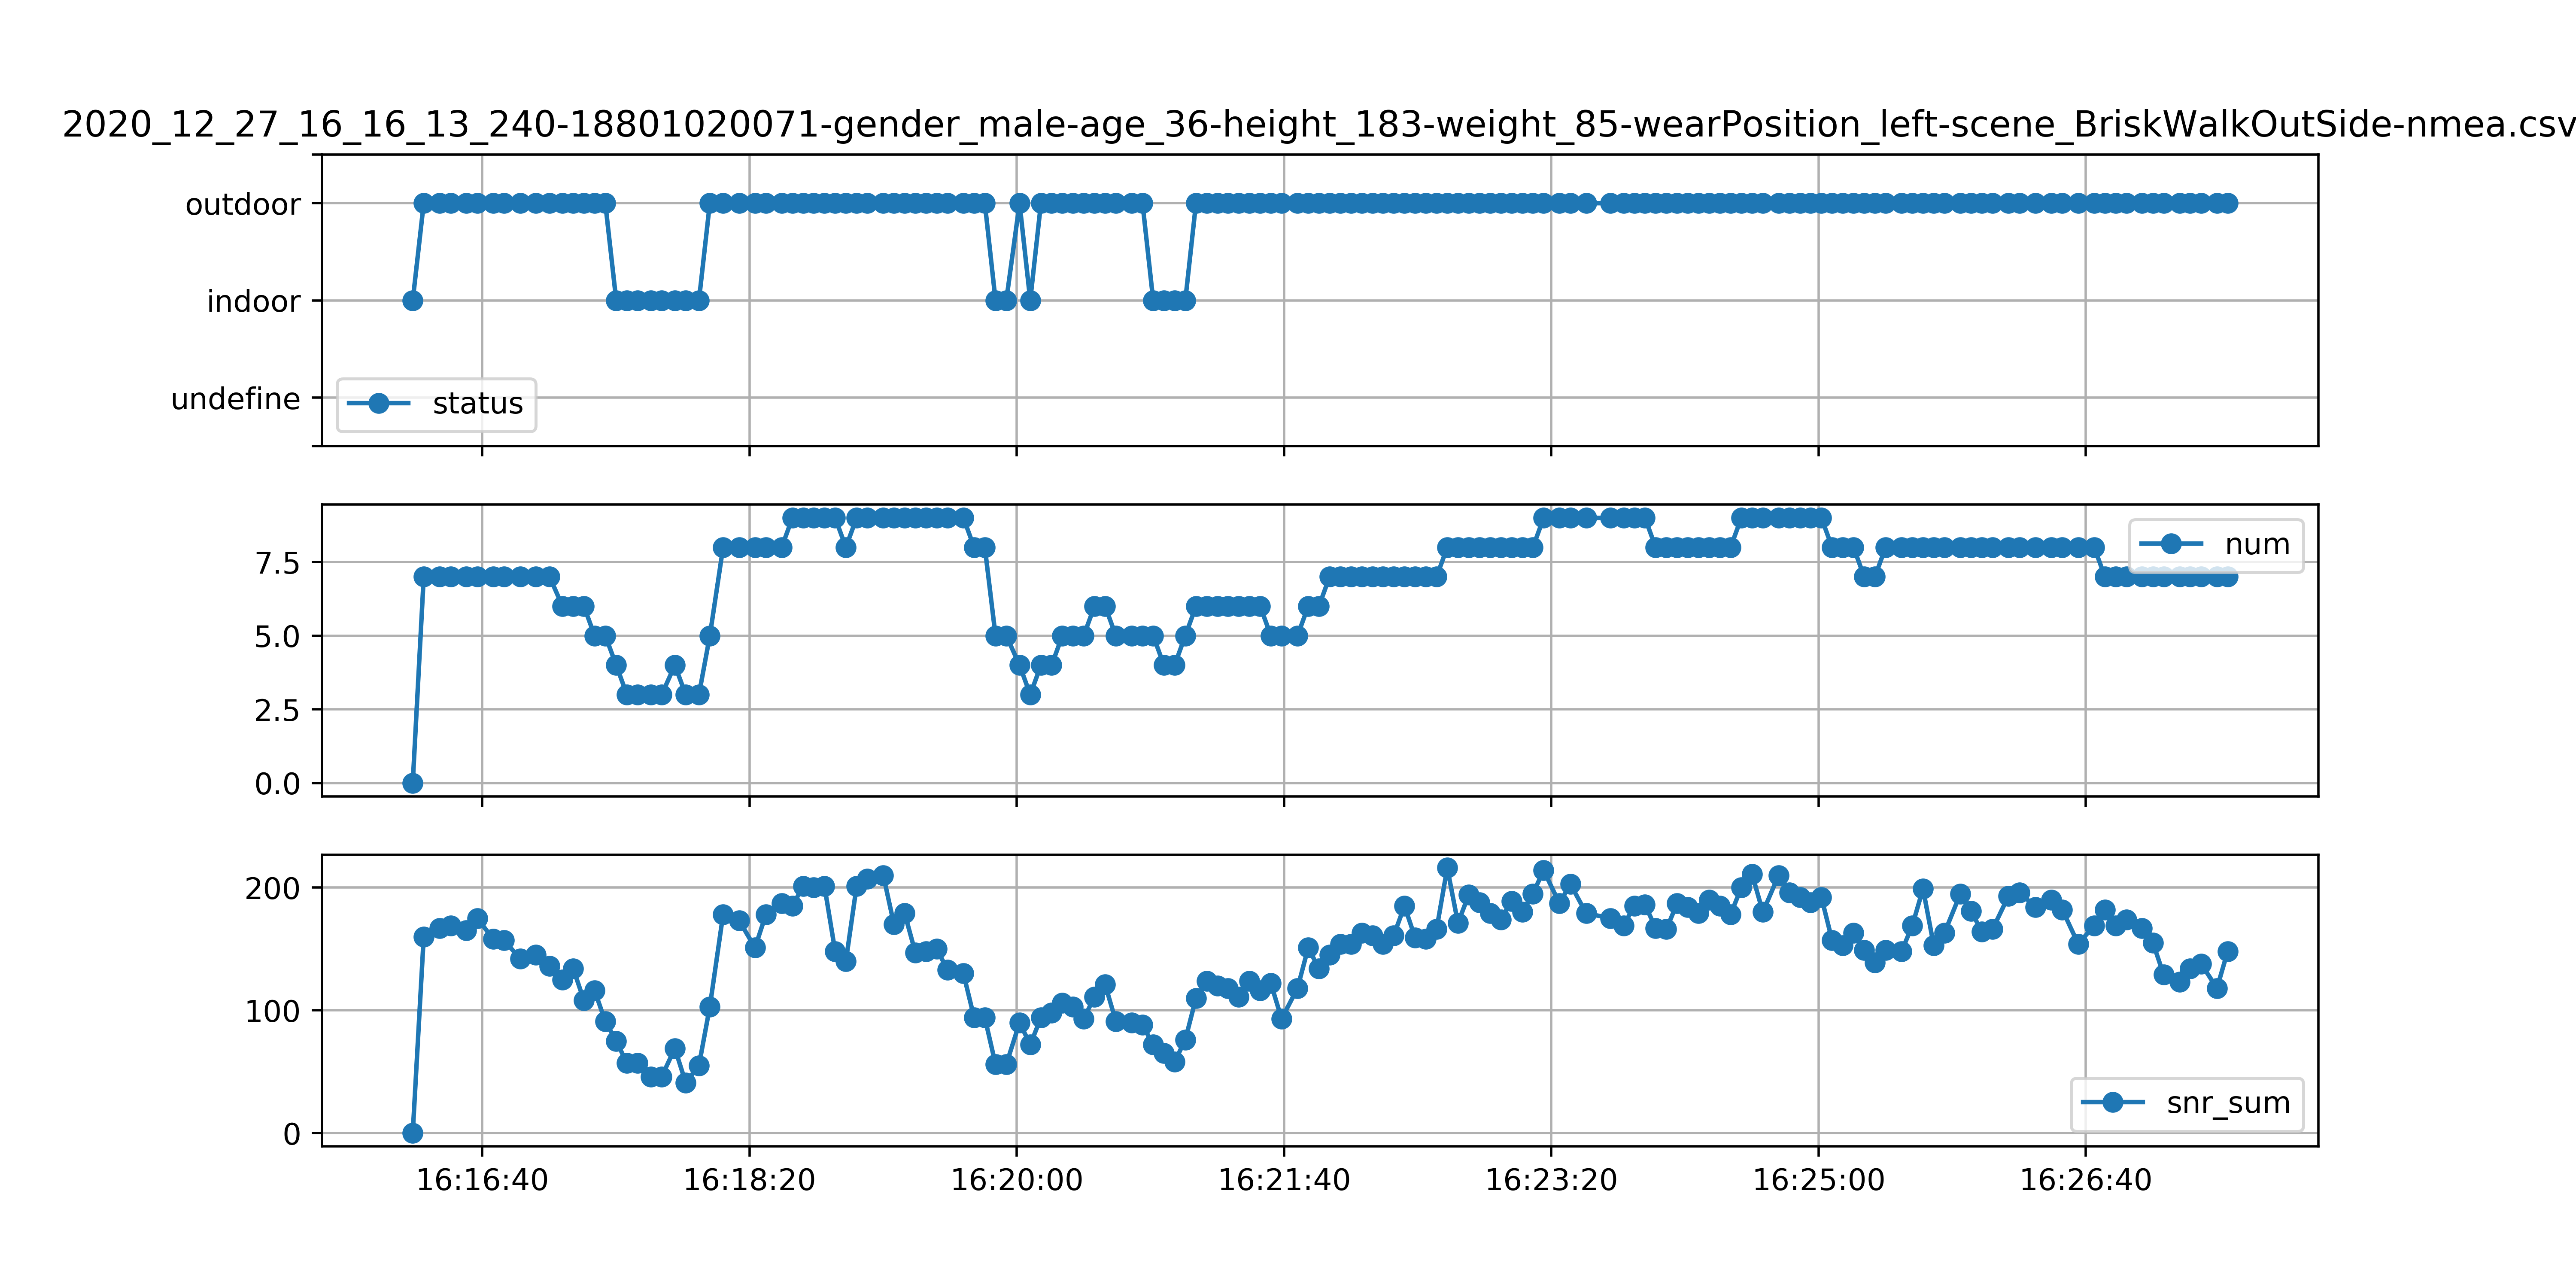 2020_12_27_16_16_13_240-18801020071-gender_male-age_36-height_183-weight_85-wearPosition_left-scene_BriskWalkOutSide-nmea.csv
outdoor
indoor
undefine
status
7.5
5.0
2.5
0.0
num
200
100
0
snr_sum
16:16:40 16:18:20 16:20:00 16:21:40 16:23:20 16:25:00 16:26:40